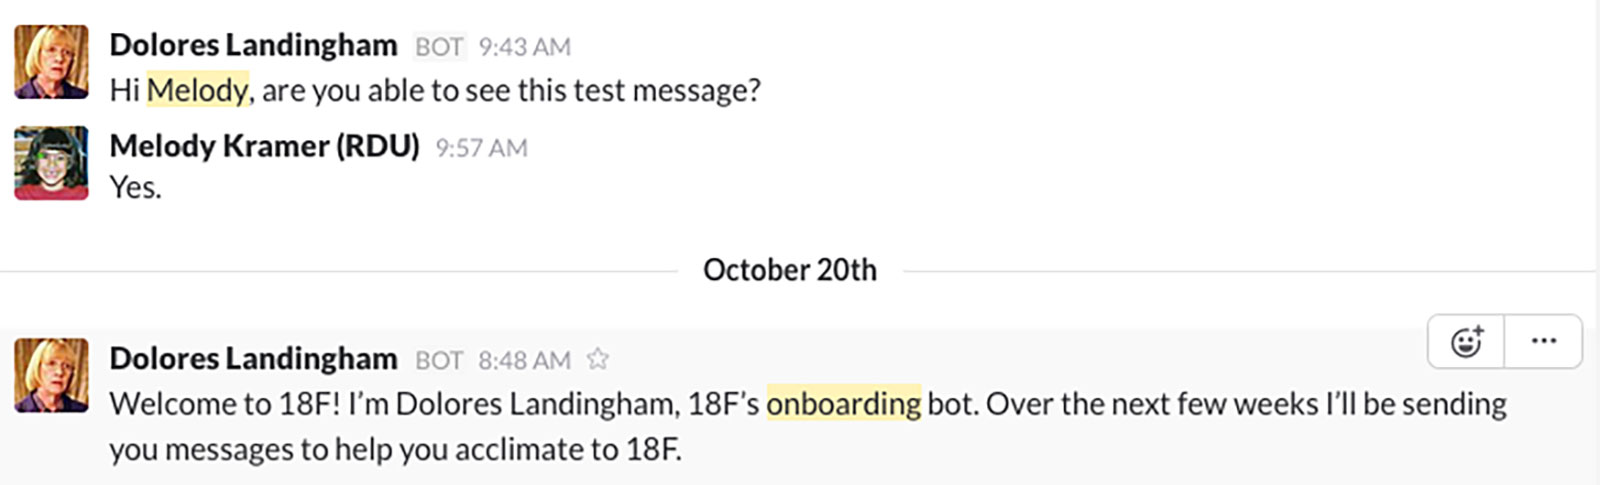 Dolores Landingham BOT 9:43 AM
Hi Melody, are you able to see this test message?
Melody Kramer (RDU) 9:57 AM
Yes.
October 20th
Dolores Landingham BOT 8:48 AM
Welcome to 18F! I’m Dolores Landingham, 18F’s onboarding bot. Over the next few weeks I’ll be sending
you messages to help you acclimate to 18F.